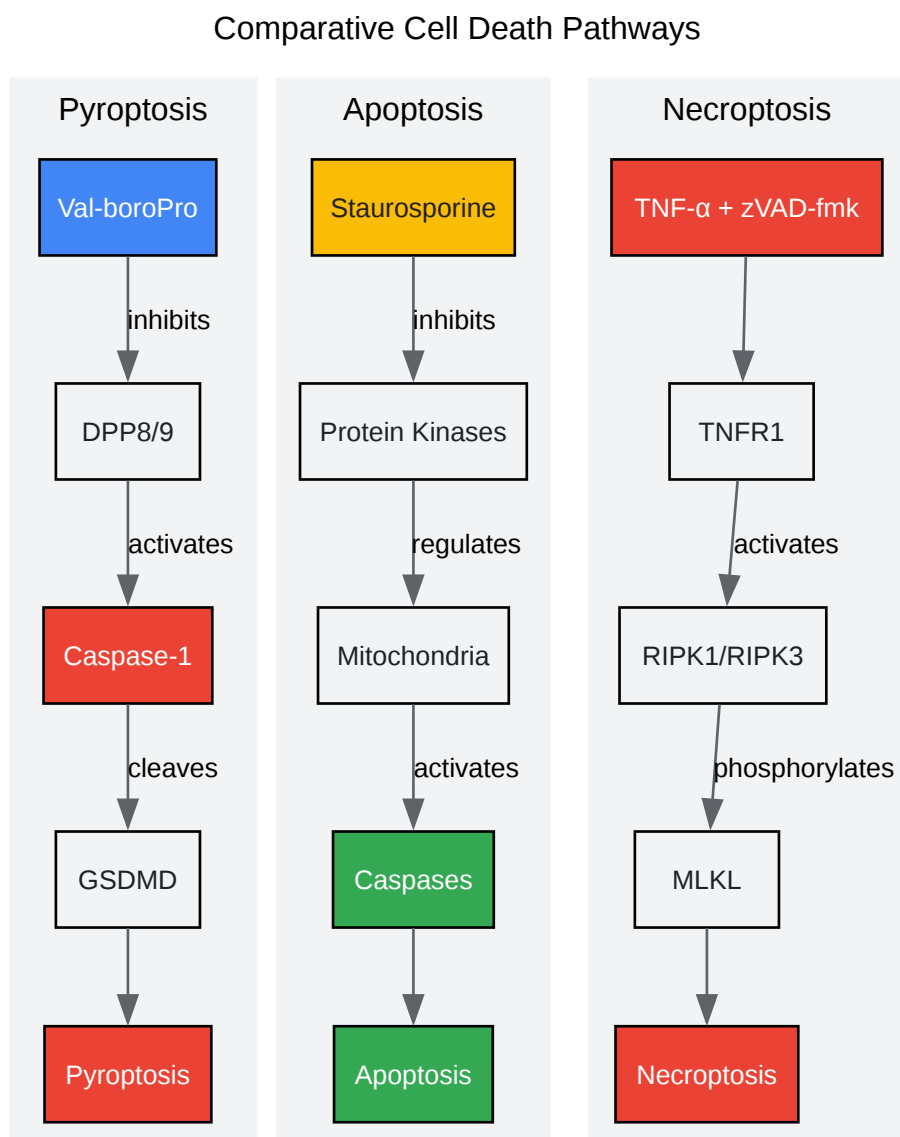 Comparative Cell Death Pathways
Pyroptosis
Val-boroPro
inhibits
DPP8/9
activates
Caspase-1
cleaves
GSDMD
Pyroptosis
Apoptosis
Staurosporine
inhibits
Protein Kinases
regulates
Mitochondria
activates
Caspases
Apoptosis
Necroptosis
TNF-α + zVAD-fmk
TNFR1
activates
RIPK1/RIPK3
phosphorylates
MLKL
Necroptosis